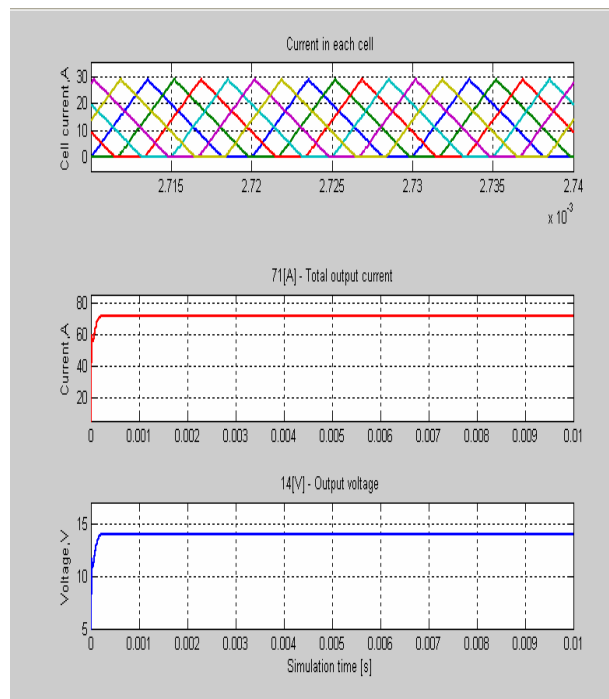 Current in each cell
Cell current,A
30
20
10
0
2.715 2.72 2.725 2.73 2.735 2.74
x 10-3
71[A] - Total output current
Current,A
80
60
40
20
0 0.001 0.002 0.003 0.004 0.005 0.006 0.007 0.008 0.009 0.01
14[V] - Output voltage
Voltage,V
15
10
5
0 0.001 0.002 0.003 0.004 0.005 0.006 0.007 0.008 0.009 0.01
Simulation time [s]